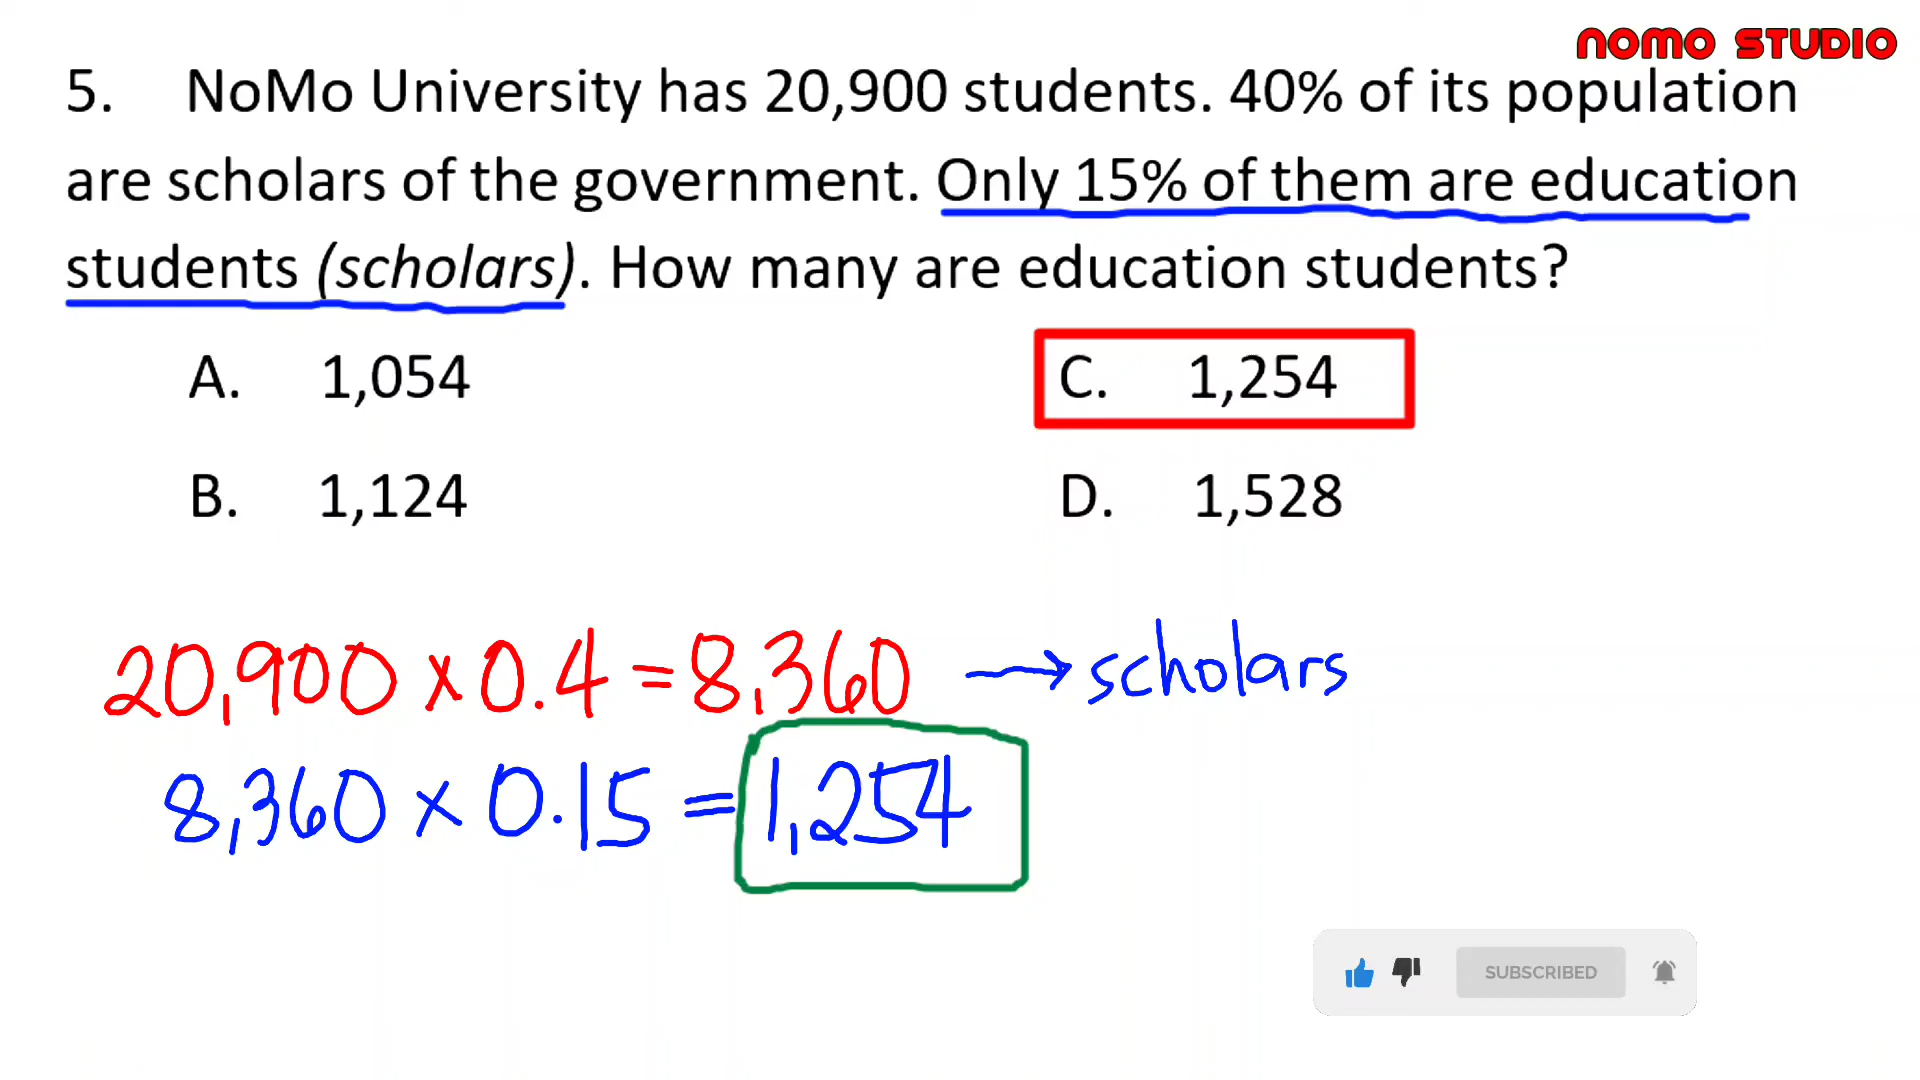 NOMO STUDIO
5. NoMo University has 20,900 students. 40% of its population
are scholars of the government. Only 15% of them are education
students (scholars). How many are education students?
A. 1,054
C. 1,254
B. 1,124
D. 1,528
20,900 x 0.4 = 8,360 → scholars
8,360 x 0.15 = 1,254
SUBSCRIBED